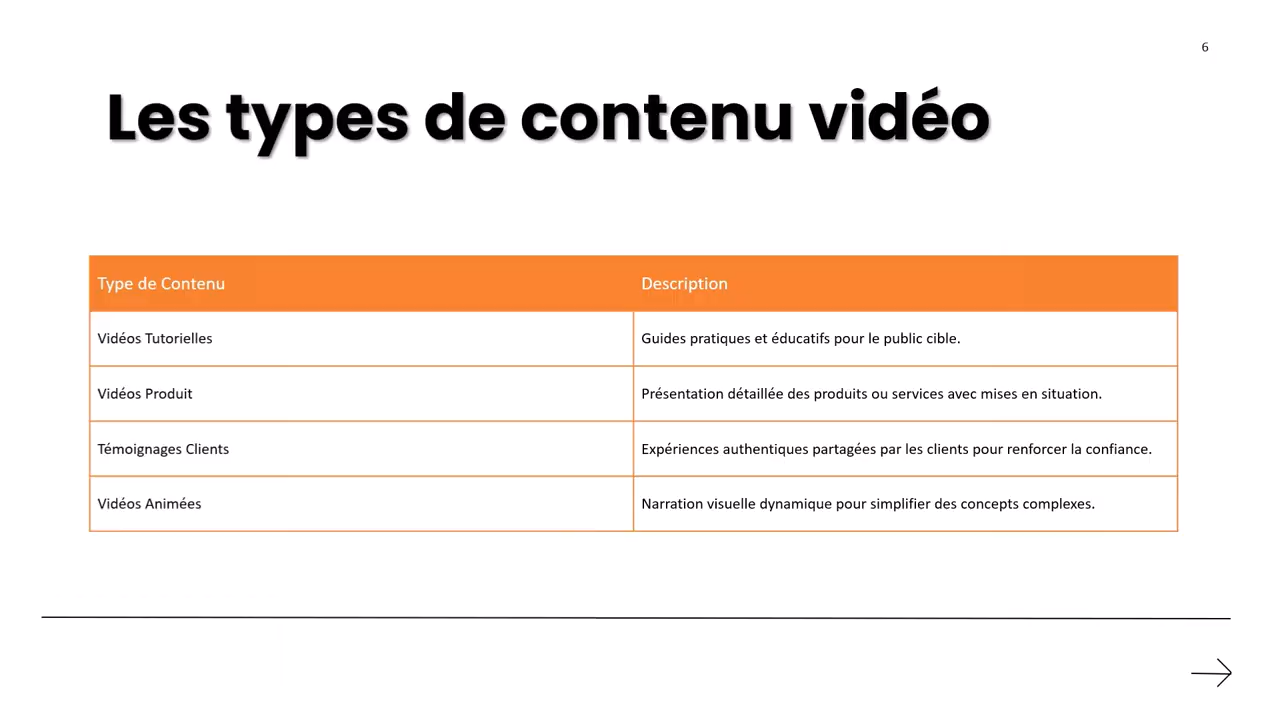 6
Les types de contenu vidéo
Type de Contenu
Description
Vidéos Tutorielles
Guides pratiques et éducatifs pour le public cible.
Vidéos Produit
Présentation détaillée des produits ou services avec mises en situation.
Témoignages Clients
Expériences authentiques partagées par les clients pour renforcer la confiance.
Vidéos Animées
Narration visuelle dynamique pour simplifier des concepts complexes.